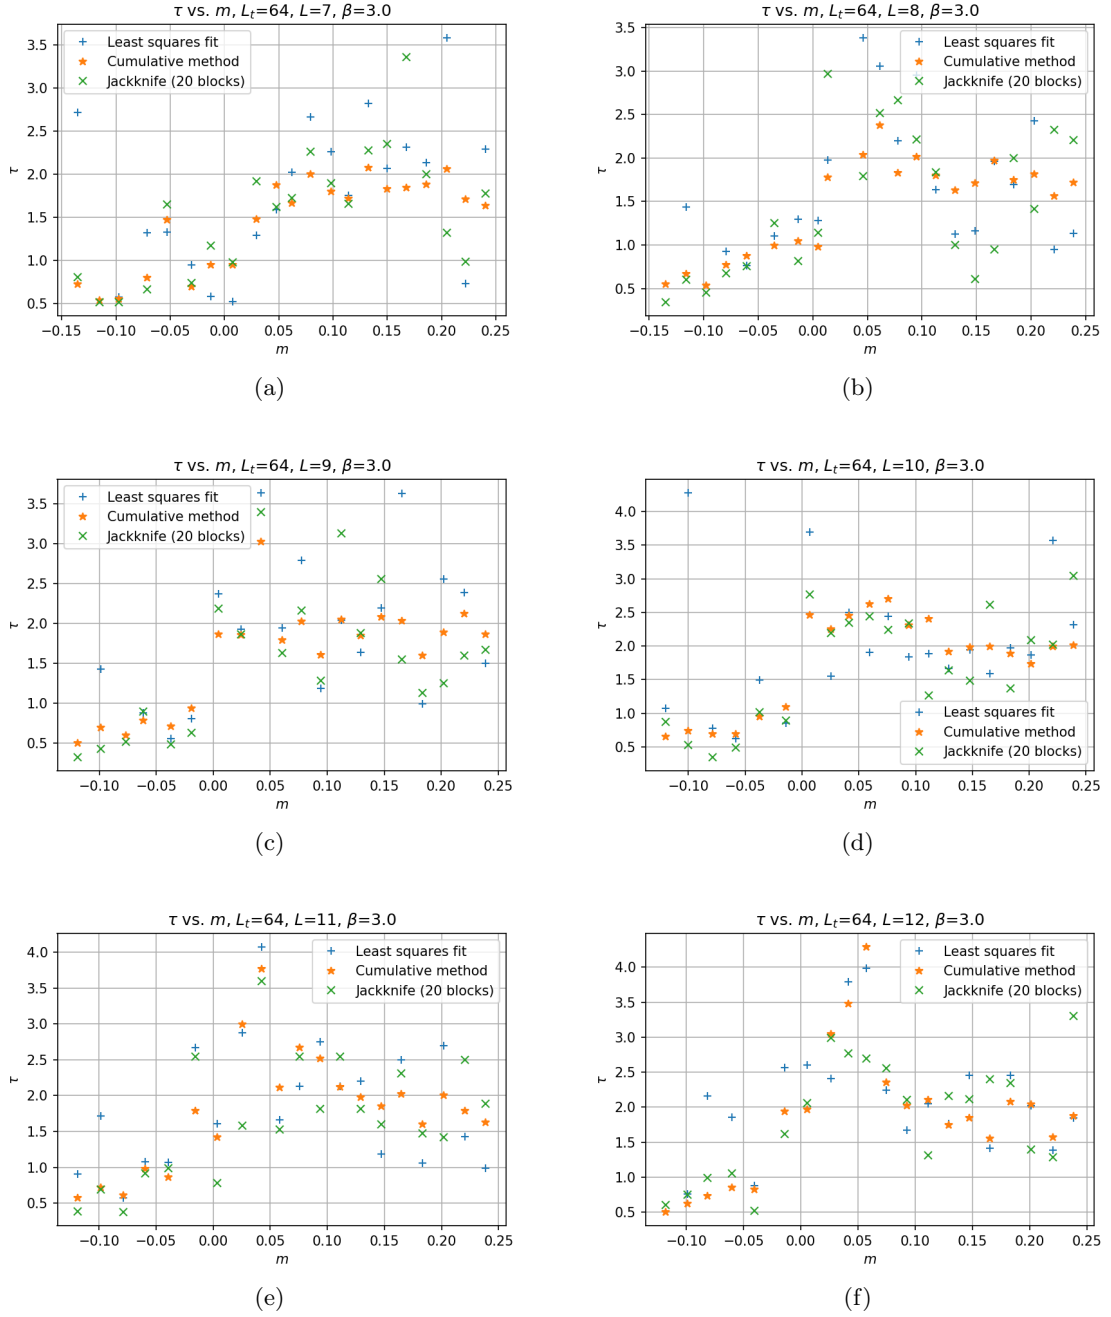 τ vs. m, Lt=64, L=7, β=3.0
Least squares fit
Cumulative method
Jackknife (20 blocks)
3.5
3.0
2.5
2.0
1.5
1.0
0.5
τ
−0.15 −0.10 −0.05 0.00 0.05 0.10 0.15 0.20 0.25
m
(a)
τ vs. m, Lt=64, L=8, β=3.0
Least squares fit
Cumulative method
Jackknife (20 blocks)
3.5
3.0
2.5
2.0
1.5
1.0
0.5
τ
−0.15 −0.10 −0.05 0.00 0.05 0.10 0.15 0.20 0.25
m
(b)
τ vs. m, Lt=64, L=9, β=3.0
Least squares fit
Cumulative method
Jackknife (20 blocks)
3.5
3.0
2.5
2.0
1.5
1.0
0.5
τ
−0.10 −0.05 0.00 0.05 0.10 0.15 0.20 0.25
m
(c)
τ vs. m, Lt=64, L=10, β=3.0
4.0
3.5
3.0
2.5
2.0
1.5
1.0
0.5
τ
Least squares fit
Cumulative method
Jackknife (20 blocks)
−0.10 −0.05 0.00 0.05 0.10 0.15 0.20 0.25
m
(d)
τ vs. m, Lt=64, L=11, β=3.0
Least squares fit
Cumulative method
Jackknife (20 blocks)
4.0
3.5
3.0
2.5
2.0
1.5
1.0
0.5
τ
−0.10 −0.05 0.00 0.05 0.10 0.15 0.20 0.25
m
(e)
τ vs. m, Lt=64, L=12, β=3.0
Least squares fit
Cumulative method
Jackknife (20 blocks)
4.0
3.5
3.0
2.5
2.0
1.5
1.0
0.5
τ
−0.10 −0.05 0.00 0.05 0.10 0.15 0.20 0.25
m
(f)